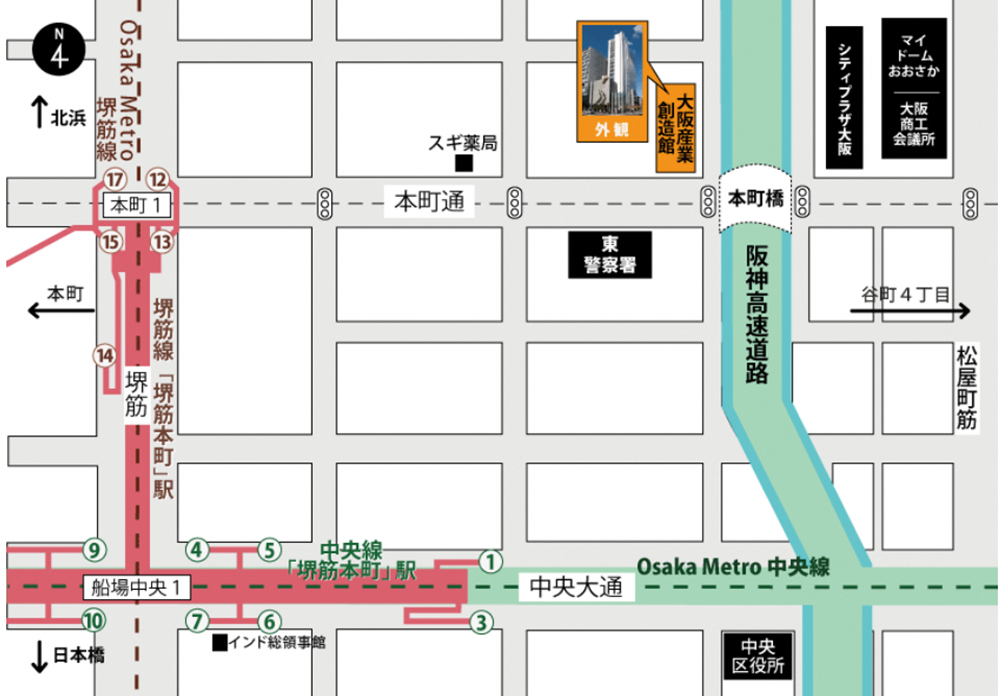 N
4
北浜
Osaka Metro
堺筋線
17
12
本町1
15
13
14
本町
堺筋
堺筋線「堺筋本町」駅
スギ薬局
本町通
外観
大阪産業
創造館
シティプラザ大阪
マイ
ドーム
おおさか
大阪
商工
会議所
本町橋
東
警察署
阪神高速道路
谷町4丁目
松屋町筋
9
4
5
中央線
「堺筋本町」駅
1
船場中央1
中央大通
Osaka Metro 中央線
10
7
6
3
インド総領事館
日本橋
中央
区役所